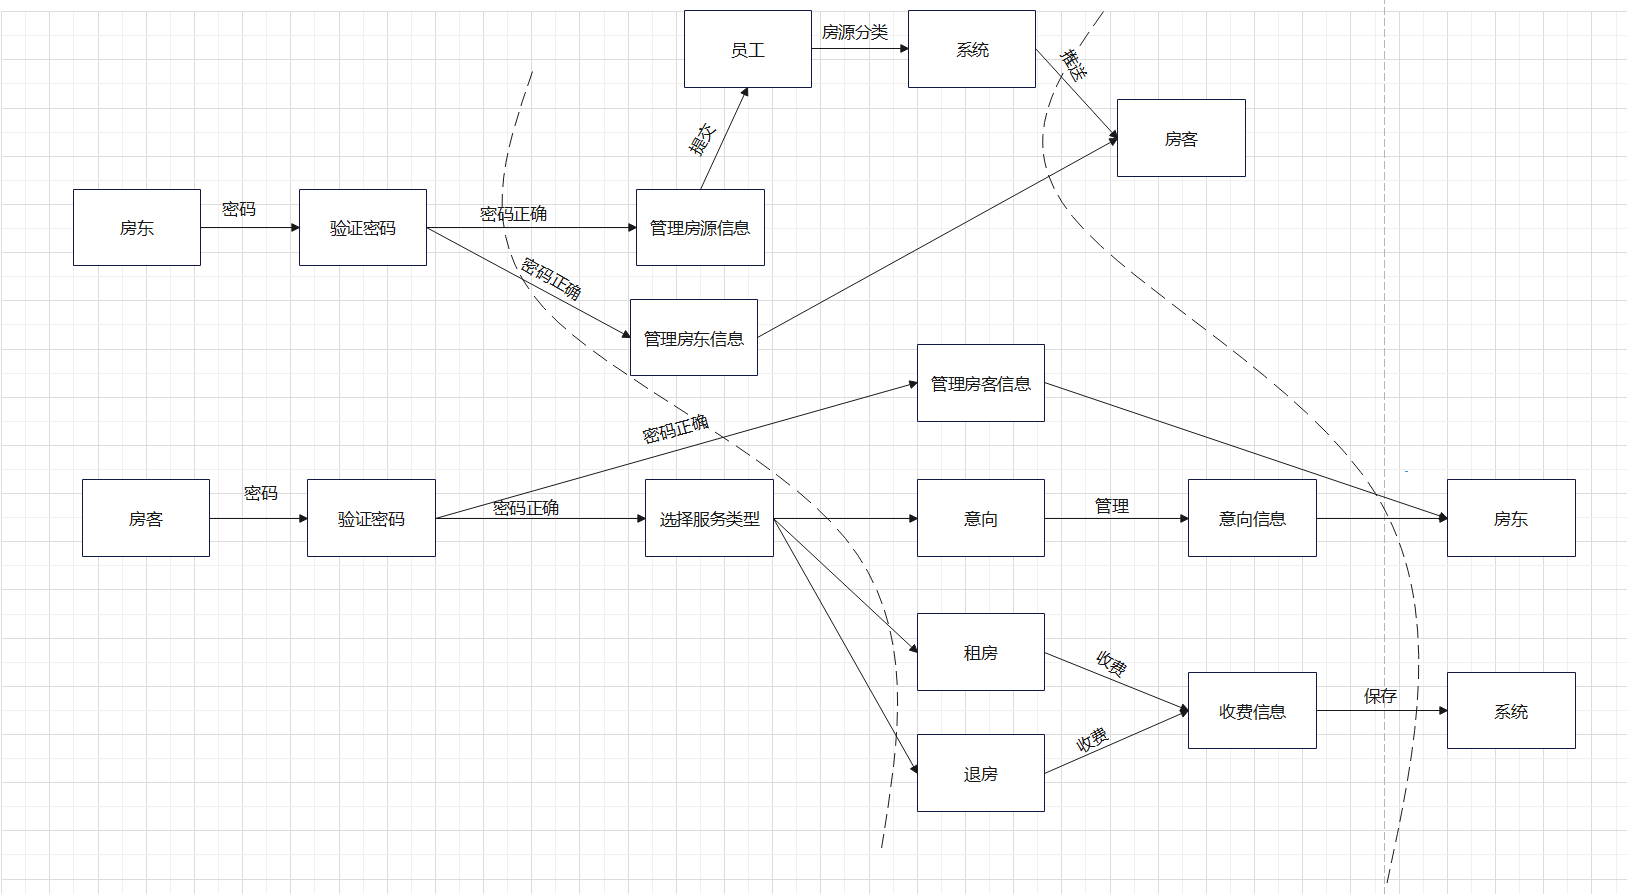 员工
房源分类
系统
推送
房客
提交
房东
密码
验证密码
密码正确
管理房源信息
密码正确
管理房东信息
管理房客信息
密码正确
房客
密码
验证密码
密码正确
选择服务类型
意向
管理
意向信息
房东
租房
收费
收费信息
保存
系统
收费
退房